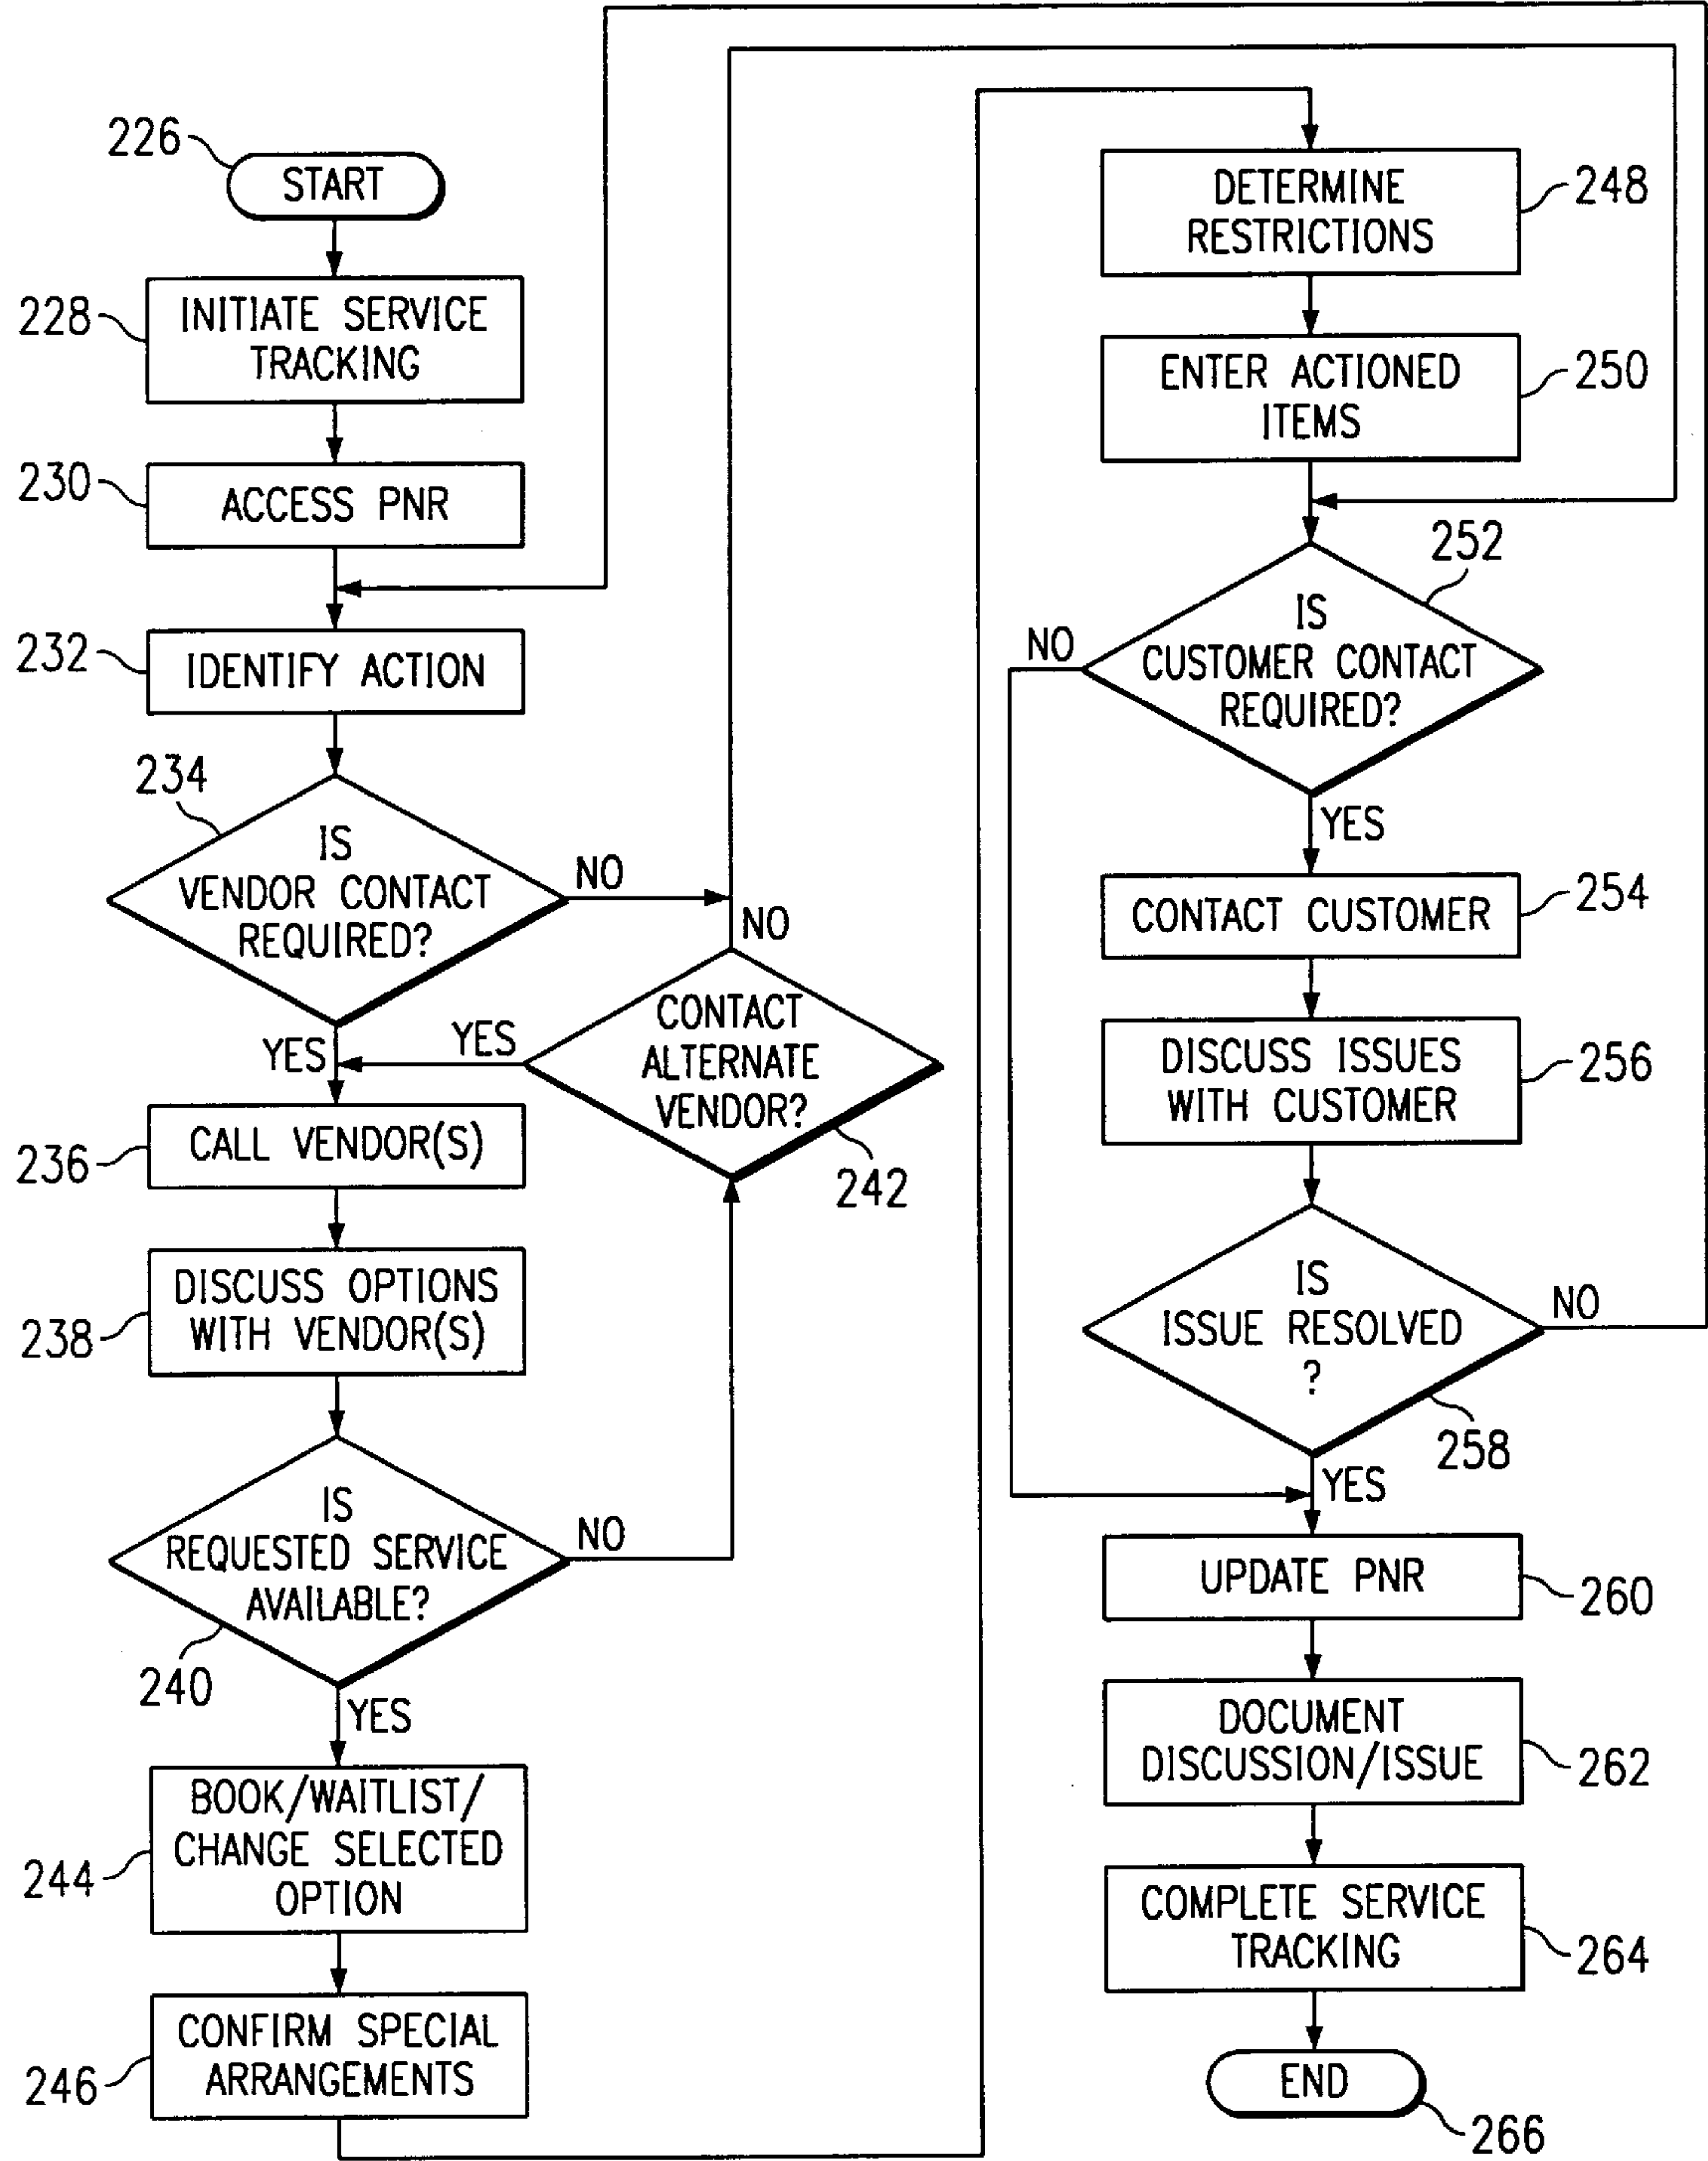 226
START
228
INITIATE SERVICE
TRACKING
230
ACCESS PNR
232
IDENTIFY ACTION
234
IS
VENDOR CONTACT
REQUIRED?
NO
YES
NO
CONTACT
ALTERNATE
VENDOR?
YES
242
236
CALL VENDOR(S)
238
DISCUSS OPTIONS
WITH VENDOR(S)
IS
REQUESTED SERVICE
AVAILABLE?
NO
240
YES
244
BOOK/WAITLIST/
CHANGE SELECTED
OPTION
246
CONFIRM SPECIAL
ARRANGEMENTS
DETERMINE
RESTRICTIONS
248
ENTER ACTIONED
ITEMS
250
252
IS
CUSTOMER CONTACT
REQUIRED?
NO
YES
CONTACT CUSTOMER
254
DISCUSS ISSUES
WITH CUSTOMER
256
IS
ISSUE RESOLVED
?
NO
258
YES
UPDATE PNR
260
DOCUMENT
DISCUSSION/ISSUE
262
COMPLETE SERVICE
TRACKING
264
END
266